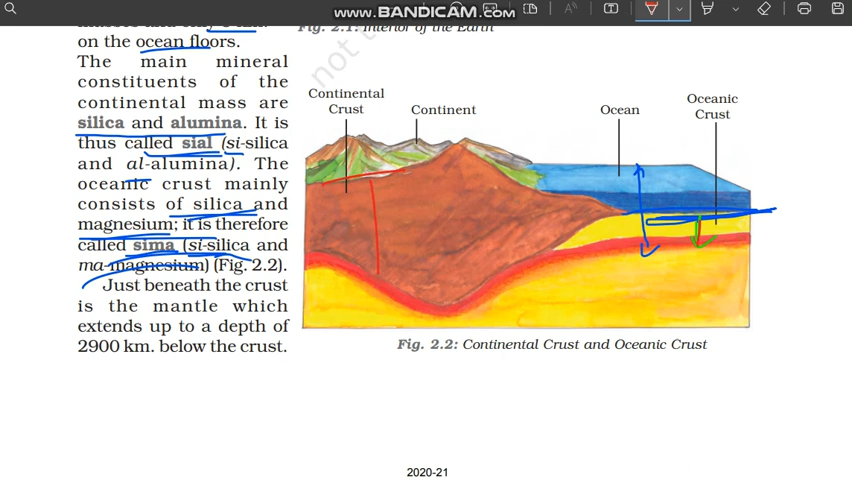 www.BANDICAM.com
on the ocean floors.
Fig. 2.1: Interior of the Earth
The main mineral
constituents of the
continental mass are
silica and alumina. It is
thus called sial (si-silica
and al-alumina). The
oceanic crust mainly
consists of silica and
magnesium; it is therefore
called sima (si-silica and
ma-magnesium) (Fig. 2.2).
Just beneath the crust
is the mantle which
extends up to a depth of
2900 km. below the crust.
not
Continental
Crust
Continent
Ocean
Oceanic
Crust
Fig. 2.2: Continental Crust and Oceanic Crust
2020-21